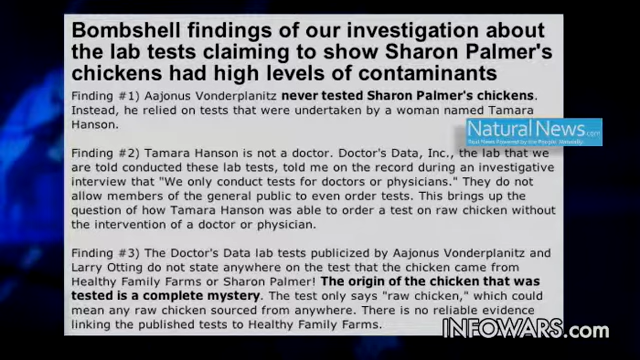 Bombshell findings of our investigation about
the lab tests claiming to show Sharon Palmer's
chickens had high levels of contaminants
Finding #1) Aajonus Vonderplanitz never tested Sharon Palmer's chickens.
Instead, he relied on tests that were undertaken by a woman named Tamara
Hanson.
NaturalNews.com
Finding #2) Tamara Hanson is not a doctor. Doctor's Data, Inc., the lab that we
are told conducted these lab tests, told me on the record during an investigative
interview that "We only conduct tests for doctors or physicians." They do not
allow members of the general public to even order tests. This brings up the
question of how Tamara Hanson was able to order a test on raw chicken without
the intervention of a doctor or physician.
Finding #3) The Doctor's Data lab tests publicized by Aajonus Vonderplanitz and
Larry Otting do not state anywhere on the test that the chicken came from
Healthy Family Farms or Sharon Palmer! The origin of the chicken that was
tested is a complete mystery. The test only says "raw chicken," which could
mean any raw chicken sourced from anywhere. There is no reliable evidence
linking the published tests to Healthy Family Farms.
INFOWARS.com